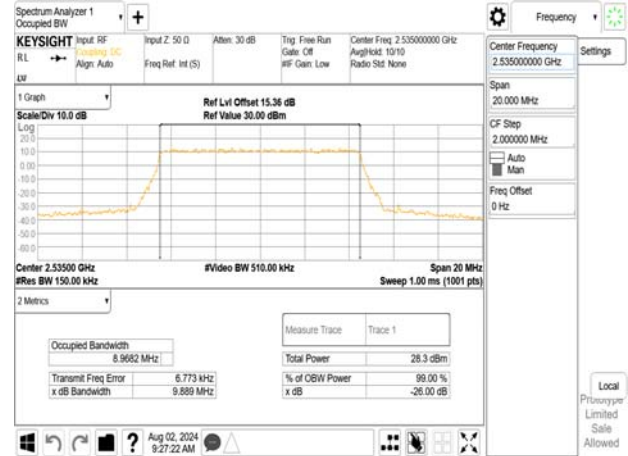 Spectrum Analyzer 1
Occupied BW
Frequency
KEYSIGHT
RL
Input: RF
Coupling: DC
Align: Auto
Input Z: 50 Ω
Freq Ref: Int (S)
Atten: 30 dB
Trig: Free Run
Gate: Off
#IF Gain: Low
Center Freq: 2.535000000 GHz
Avg|Hold: 10/10
Radio Std: None
1 Graph
Scale/Div 10.0 dB
Ref Lvl Offset 15.36 dB
Ref Value 30.00 dBm
Log
20.0
10.0
0.00
-10.0
-20.0
-30.0
-40.0
-50.0
-60.0
Center 2.53500 GHz
#Res BW 150.00 kHz
#Video BW 510.00 kHz
Span 20 MHz
Sweep 1.00 ms (1001 pts)
2 Metrics
Measure Trace Trace 1
Occupied Bandwidth
8.9682 MHz
Total Power 28.3 dBm
Transmit Freq Error 6.773 kHz
% of OBW Power 99.00 %
x dB Bandwidth 9.889 MHz
x dB -26.00 dB
Center Frequency
2.535000000 GHz
Settings
Span
20.000 MHz
CF Step
2.000000 MHz
Auto
Man
Freq Offset
0 Hz
Local
Prototype
Limited
Sale
Allowed
?
Aug 02, 2024
9:27:22 AM